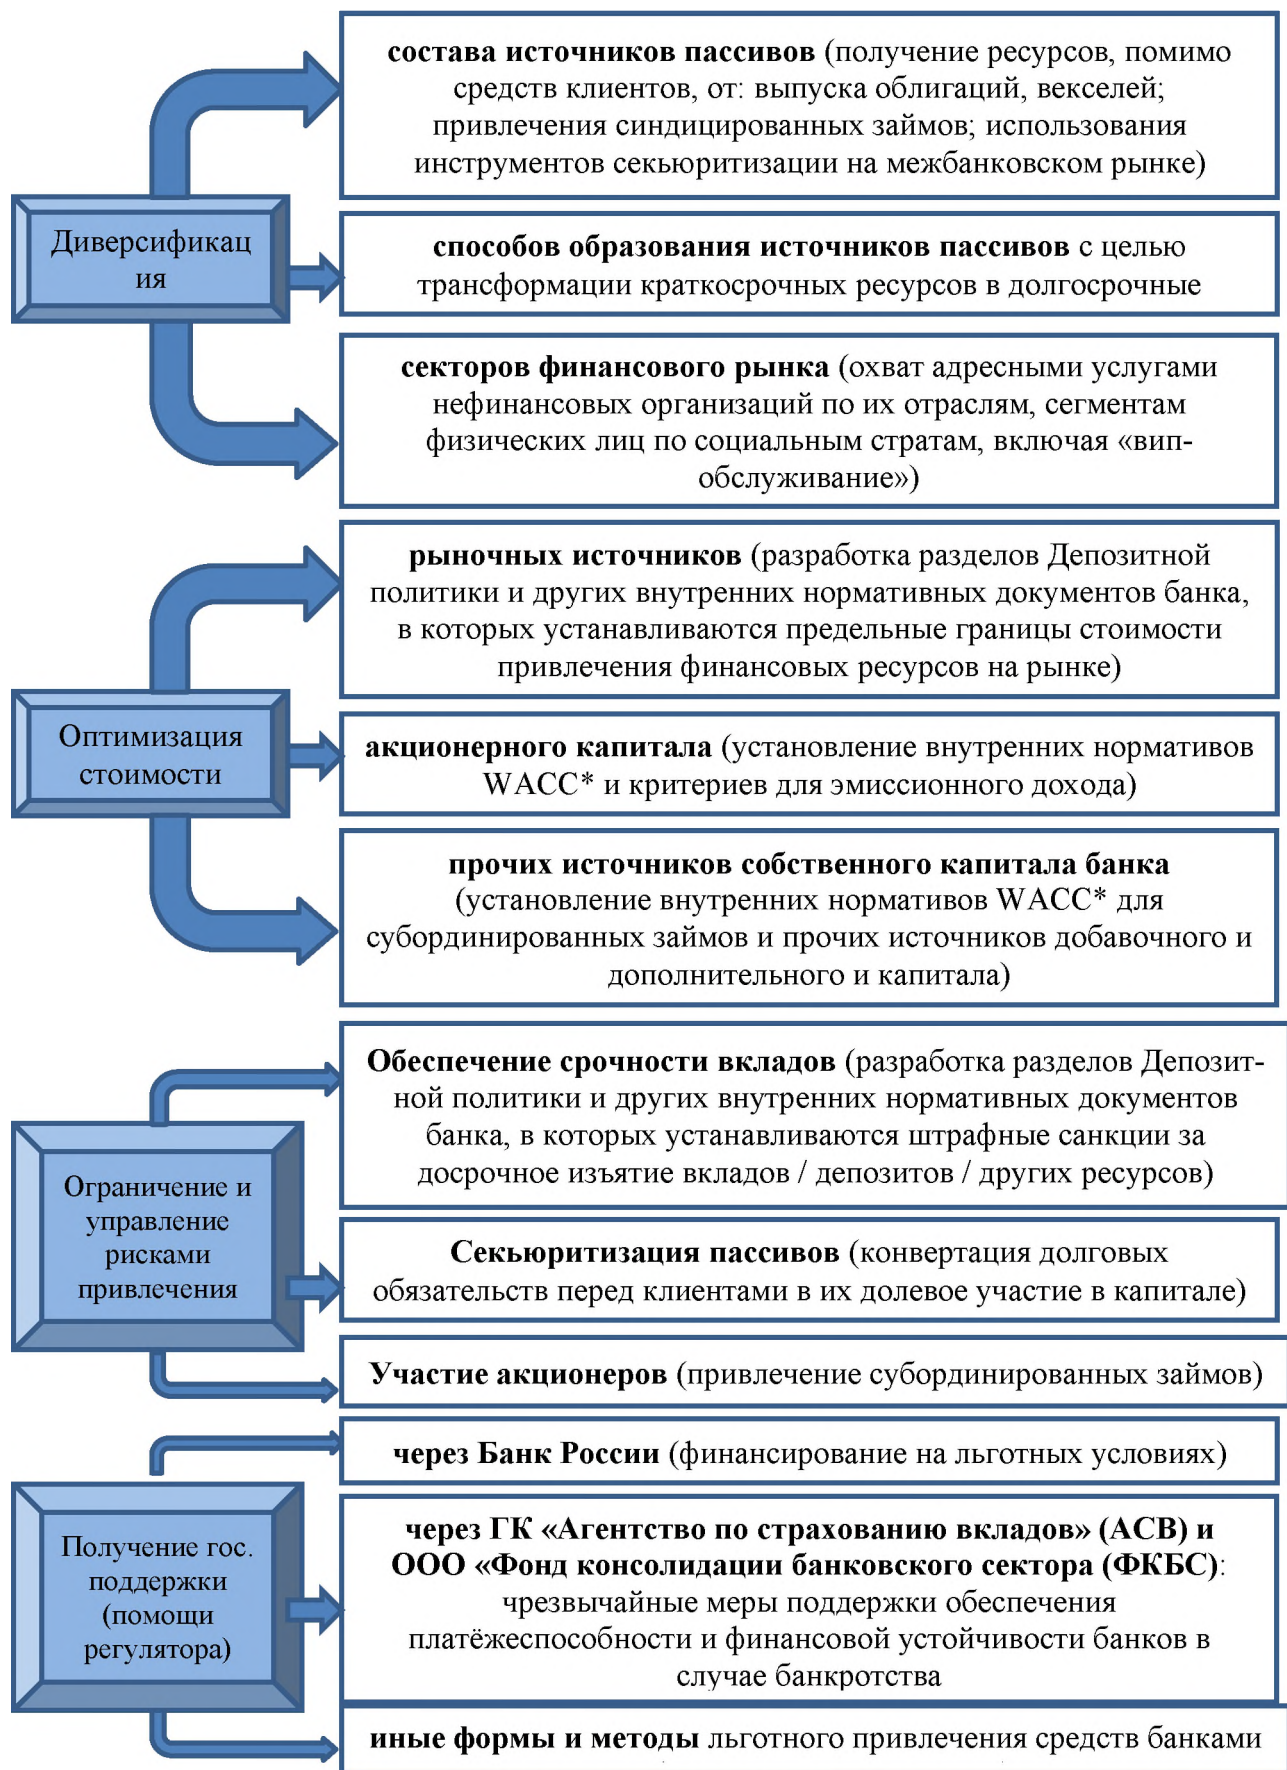 состава источников пассивов (получение ресурсов, помимо
средств клиентов, от: выпуска облигаций, векселей;
привлечения синдицированных займов; использования
инструментов секьюритизации на межбанковском рынке)
Диверсификац
ия
способов образования источников пассивов с целью
трансформации краткосрочных ресурсов в долгосрочные
секторов финансового рынка (охват адресными услугами
нефинансовых организаций по их отраслям, сегментам
физических лиц по социальным стратам, включая «вип-
обслуживание»)
рыночных источников (разработка разделов Депозитной
политики и других внутренних нормативных документов банка,
в которых устанавливаются предельные границы стоимости
привлечения финансовых ресурсов на рынке)
Оптимизация
стоимости
акционерного капитала (установление внутренних нормативов
WACC* и критериев для эмиссионного дохода)
прочих источников собственного капитала банка
(установление внутренних нормативов WACC* для
субординированных займов и прочих источников добавочного и
дополнительного и капитала)
Обеспечение срочности вкладов (разработка разделов Депозит-
ной политики и других внутренних нормативных документов
банка, в которых устанавливаются штрафные санкции за
досрочное изъятие вкладов / депозитов / других ресурсов)
Ограничение и
управление
рисками
привлечения
Секьюритизация пассивов (конвертация долговых
обязательств перед клиентами в их долевое участие в капитале)
Участие акционеров (привлечение субординированных займов)
через Банк России (финансирование на льготных условиях)
Получение гос.
поддержки
(помощи
регулятора)
через ГК «Агентство по страхованию вкладов» (АСВ) и
ООО «Фонд консолидации банковского сектора (ФКБС):
чрезвычайные меры поддержки обеспечения
платёжеспособности и финансовой устойчивости банков в
случае банкротства
иные формы и методы льготного привлечения средств банками